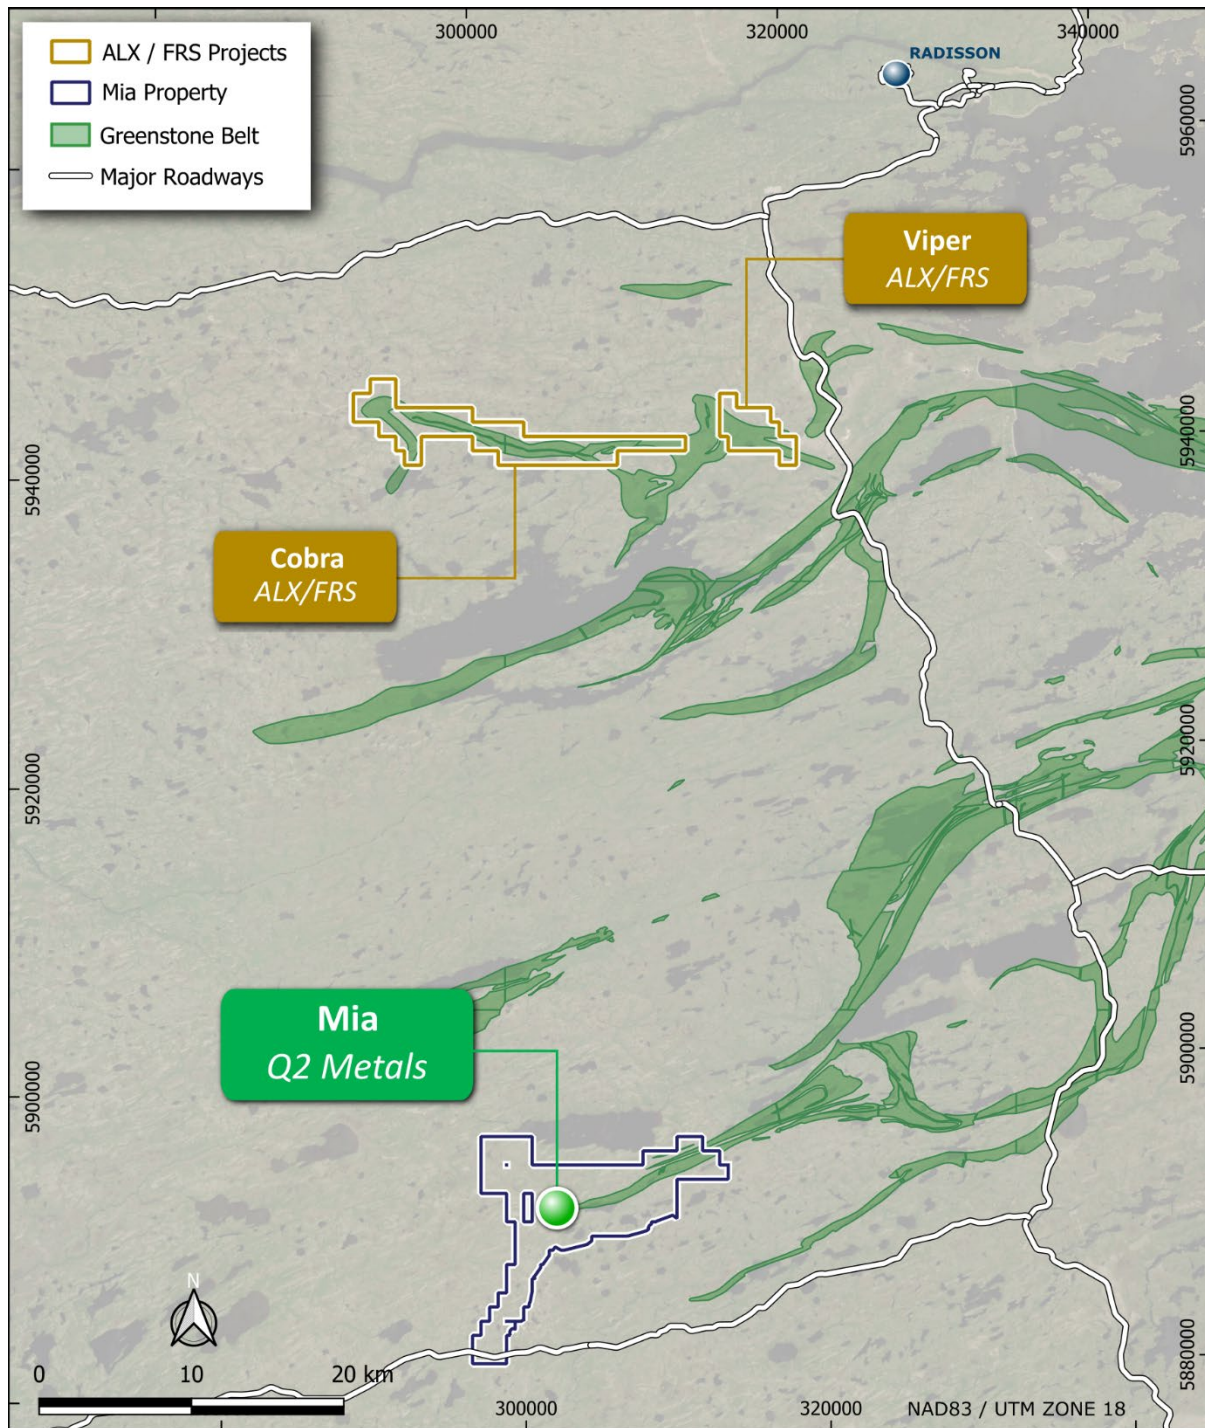 300000
320000
340000
ALX / FRS Projects
Mia Property
Greenstone Belt
Major Roadways
RADISSON
5960000
Viper
ALX/FRS
5940000
5940000
Cobra
ALX/FRS
5920000
5920000
Mia
Q2 Metals
5900000
5900000
N
5880000
0 10 20 km
300000
320000
NAD83 / UTM ZONE 18